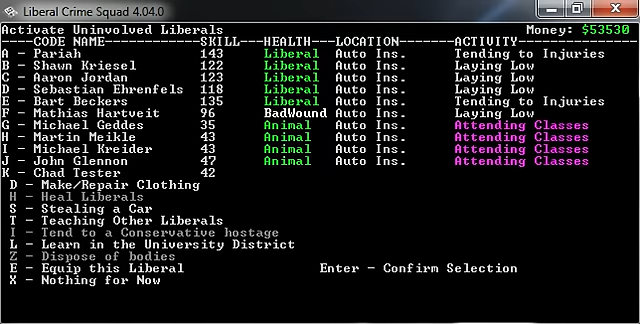 Liberal Crime Squad 4.04.0
Activate Uninvolved Liberals Money: $53530
----CODE NAME------------SKILL---HEALTH---LOCATION-------ACTIVITY------
A - Pariah 143 Liberal Auto Ins. Tending to Injuries
B - Shawn Kriesel 122 Liberal Auto Ins. Laying Low
C - Aaron Jordan 123 Liberal Auto Ins. Laying Low
D - Sebastian Ehrenfels 118 Liberal Auto Ins. Laying Low
E - Bart Beckers 135 Liberal Auto Ins. Tending to Injuries
F - Mathias Hartveit 96 BadWound Auto Ins. Laying Low
G - Michael Geddes 35 Animal Auto Ins. Attending Classes
H - Martin Meikle 43 Animal Auto Ins. Attending Classes
I - Michael Kreider 43 Animal Auto Ins. Attending Classes
J - John Glennon 47 Animal Auto Ins. Attending Classes
K - Chad Tester 42
D - Make/Repair Clothing
H - Heal Liberals
S - Stealing a Car
T - Teaching Other Liberals
I - Tend to a Conservative hostage
L - Learn in the University District
Z - Dispose of bodies
E - Equip this Liberal Enter - Confirm Selection
X - Nothing for Now